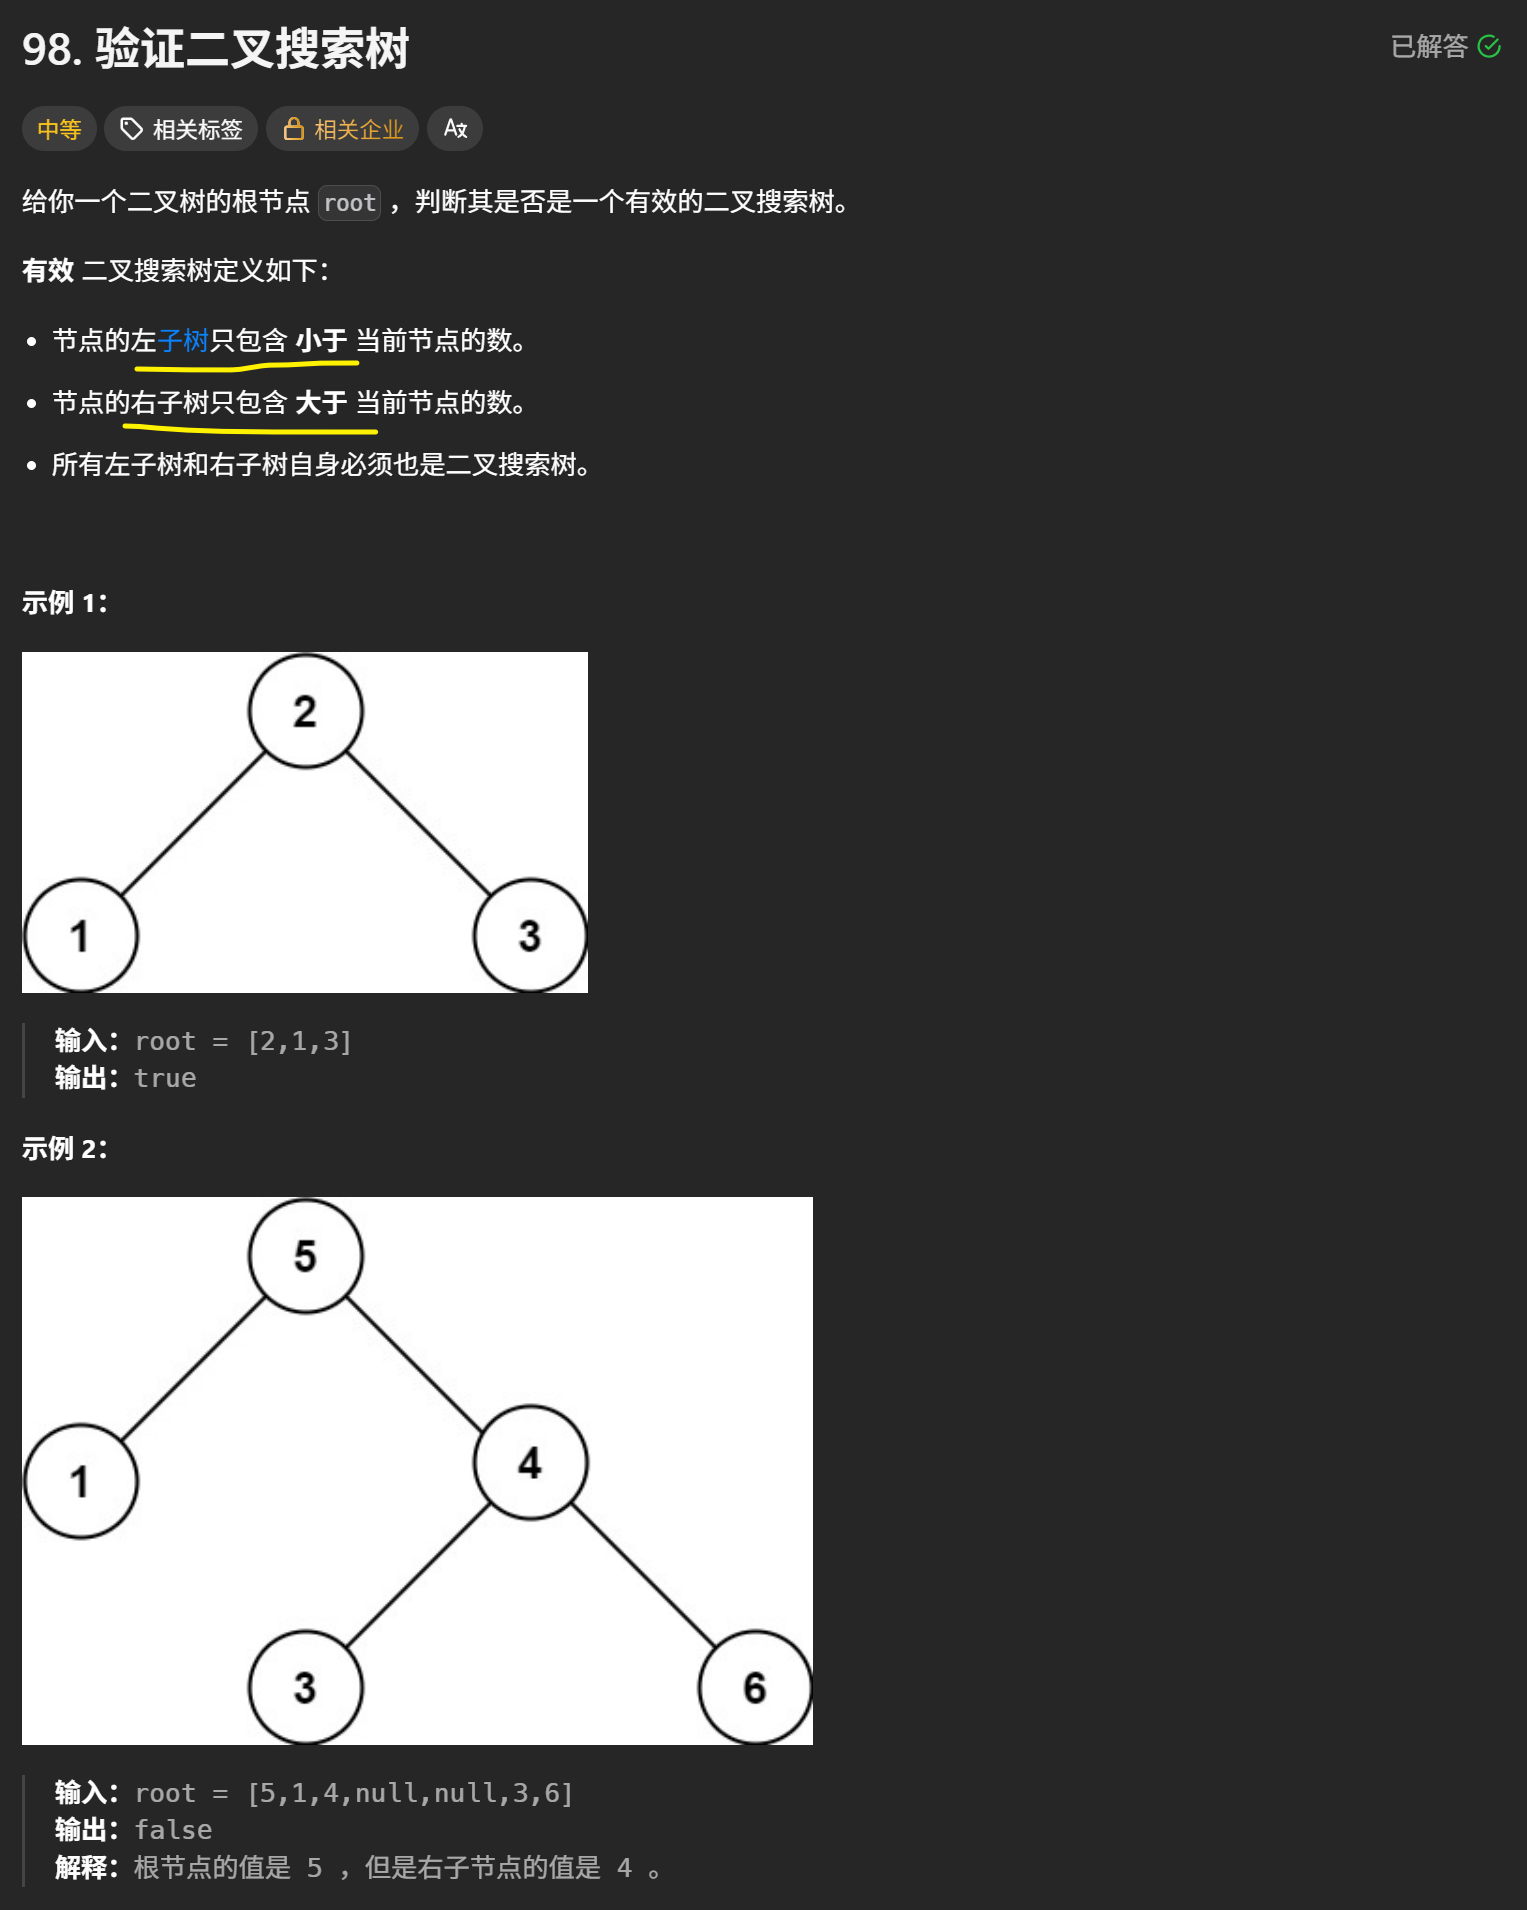 98. 验证二叉搜索树
已解答
中等 相关标签 相关企业
给你一个二叉树的根节点 root ，判断其是否是一个有效的二叉搜索树。
有效 二叉搜索树定义如下：
节点的左子树只包含 小于 当前节点的数。
节点的右子树只包含 大于 当前节点的数。
所有左子树和右子树自身必须也是二叉搜索树。
示例 1：
2
1 3
输入：root = [2,1,3]
输出：true
示例 2：
5
1 4
3 6
输入：root = [5,1,4,null,null,3,6]
输出：false
解释：根节点的值是 5 ，但是右子节点的值是 4 。